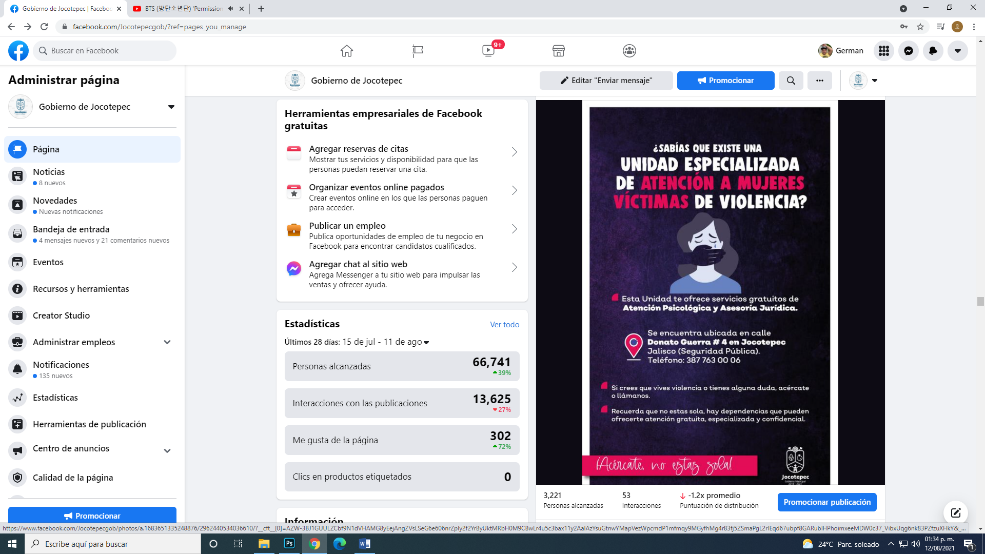 Gobierno de Jocotepec | Facebo
facebook.com/Jocotepecgob/?ref=pages_you_manage
Buscar en Facebook
9+
German
Administrar página
Gobierno de Jocotepec
Página
Noticias
8 nuevos
Novedades
Nuevas notificaciones
Bandeja de entrada
4 mensajes nuevos y 21 comentarios nuevos
Eventos
Recursos y herramientas
Creator Studio
Administrar empleos
Notificaciones
135 nuevos
Estadísticas
Herramientas de publicación
Centro de anuncios
Calidad de la página
Promocionar
Gobierno de Jocotepec
Editar "Enviar mensaje"
Promocionar
Herramientas empresariales de Facebook
gratuitas
Agregar reservas de citas
Mostrar tus servicios y disponibilidad para que las
personas puedan reservar una cita.
Organizar eventos online pagados
Crear eventos online en los que las personas paguen
para acceder.
Publicar un empleo
Publica oportunidades de empleo de tu negocio en
Facebook para encontrar candidatos cualificados.
Agregar chat al sitio web
Agrega Messenger a tu sitio web para impulsar las
ventas y ofrecer ayuda.
Estadísticas
Ver todo
Últimos 28 días: 15 de jul - 11 de ago
Personas alcanzadas
66,741
39%
Interacciones con las publicaciones
13,625
27%
Me gusta de la página
302
72%
Clics en productos etiquetados
0
Información
¿SABÍAS QUE EXISTE UNA
UNIDAD ESPECIALIZADA
DE ATENCIÓN A MUJERES
VÍCTIMAS DE VIOLENCIA?
Esta Unidad te ofrece servicios gratuitos de
Atención Psicológica y Asesoría Jurídica.
Se encuentra ubicada en calle
Donato Guerra # 4 en Jocotepec
Jalisco (Seguridad Pública).
Teléfono: 387 763 00 06
Si crees que vives violencia o tienes alguna duda, acércate
o llámanos.
Recuerda que no estas sola, hay dependencias que pueden
ofrecerte atención gratuita, especializada y confidencial.
¡Acércate, no estas sola!
Jocotepec
3,221
Personas alcanzadas
53
Interacciones
-1.2x promedio
Puntuación de distribución
Promocionar publicación
Escribe aquí para buscar
24°C Parc. soleado
01:34 p. m.
12/08/2021